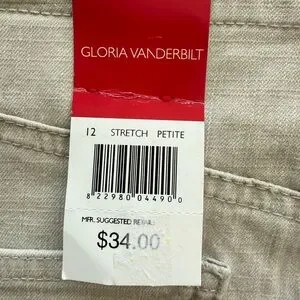 GLORIA VANDERBILT
12 STRETCH PETITE
8 22980 04490 0
MFR. SUGGESTED RETAIL
$34.00